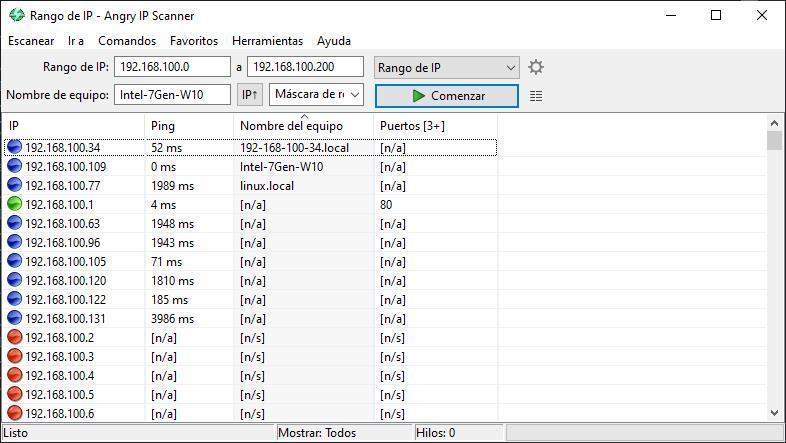 Rango de IP - Angry IP Scanner
Escanear Ir a Comandos Favoritos Herramientas Ayuda
Rango de IP: 192.168.100.0 a 192.168.100.200 Rango de IP
Nombre de equipo: Intel-7Gen-W10 IP↑ Máscara de re Comenzar
IP Ping Nombre del equipo Puertos [3+]
192.168.100.34 52 ms 192-168-100-34.local [n/a]
192.168.100.109 0 ms Intel-7Gen-W10 [n/a]
192.168.100.77 1989 ms linux.local [n/a]
192.168.100.1 4 ms [n/a] 80
192.168.100.63 1948 ms [n/a] [n/a]
192.168.100.96 1943 ms [n/a] [n/a]
192.168.100.105 71 ms [n/a] [n/a]
192.168.100.120 1810 ms [n/a] [n/a]
192.168.100.122 185 ms [n/a] [n/a]
192.168.100.131 3986 ms [n/a] [n/a]
192.168.100.2 [n/a] [n/s] [n/s]
192.168.100.3 [n/a] [n/s] [n/s]
192.168.100.4 [n/a] [n/s] [n/s]
192.168.100.5 [n/a] [n/s] [n/s]
192.168.100.6 [n/a] [n/s] [n/s]
Listo Mostrar: Todos Hilos: 0